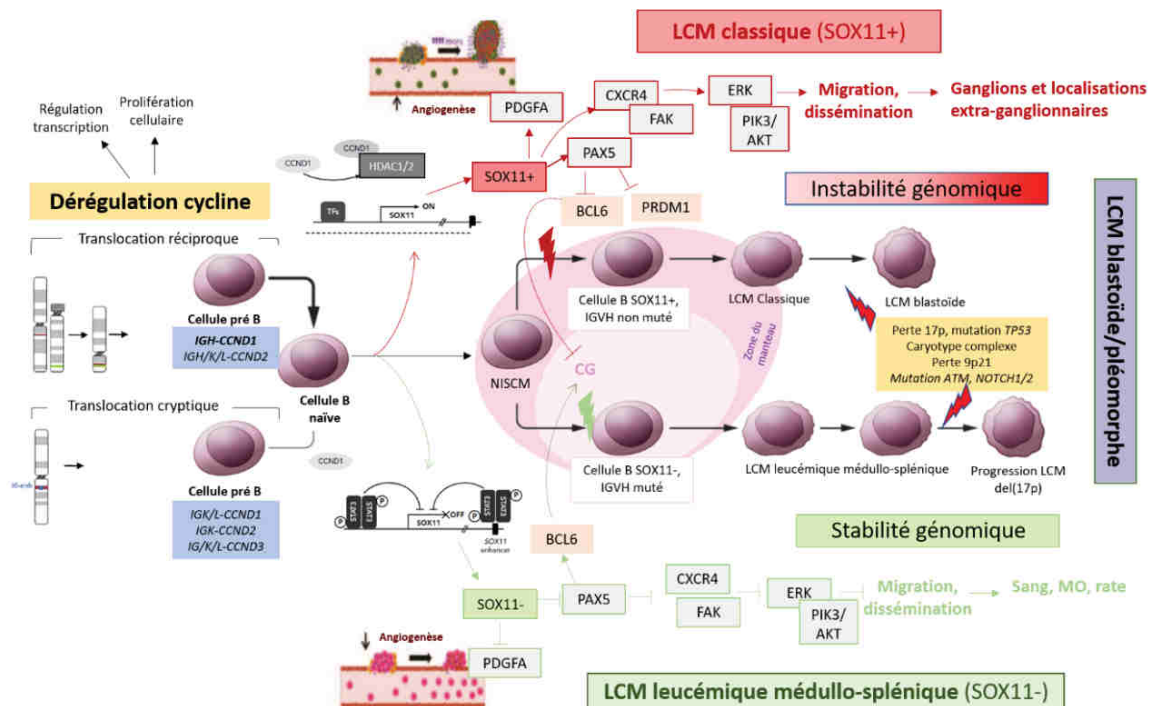 LCM classique (SOX11+)
Angiogenèse
PDGFA
CXCR4
FAK
ERK
PIK3/
AKT
Migration,
dissémination
Ganglions et localisations
extra-ganglionnaires
Régulation
transcription
Prolifération
cellulaire
CCND1
CCND1
HDAC1/2
SOX11+
PAX5
Dérégulation cycline
TFs
ON
SOX11
BCL6
PRDM1
Instabilité génomique
LCM blastoïde/pléomorphe
Translocation réciproque
Cellule pré B
IGH-CCND1
IGH/K/L-CCND2
Cellule B
naïve
NISCM
Cellule B SOX11+,
IGVH non muté
LCM Classique
LCM blastoïde
Zone du
manteau
CG
Perte 17p, mutation TP53
Caryotype complexe
Perte 9p21
Mutation ATM, NOTCH1/2
Translocation cryptique
CCND1
Cellule pré B
IGK/L-CCND1
IGK-CCND2
IG/K/L-CCND3
Cellule B SOX11-,
IGVH muté
LCM leucémique médullo-splénique
Progression LCM
del(17p)
P
P
P
P
STAT3
STAT3
STAT3
STAT3
OFF
SOX11
SOX11
enhancer
BCL6
Stabilité génomique
SOX11-
PAX5
CXCR4
FAK
ERK
PIK3/
AKT
Migration,
dissémination
Sang, MO, rate
Angiogenèse
PDGFA
LCM leucémique médullo-splénique (SOX11-)